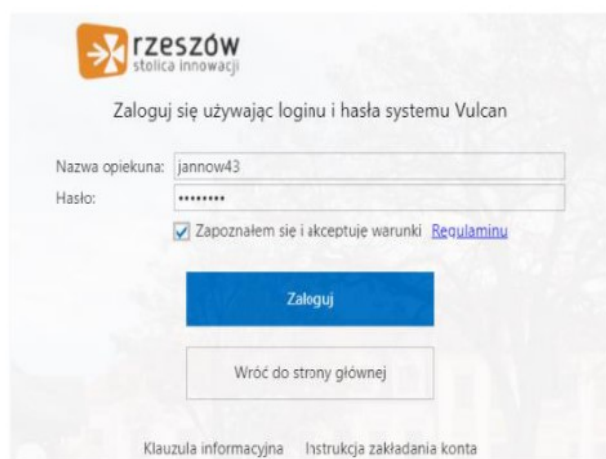 rzeszów
stolica innowacji
Zaloguj się używając loginu i hasła systemu Vulcan
Nazwa opiekuna: jannow43
Hasło: ••••••••
Zapoznałem się i akceptuję warunki Regulaminu
Zaloguj
Wróć do strony głównej
Klauzula informacyjna Instrukcja zakładania konta